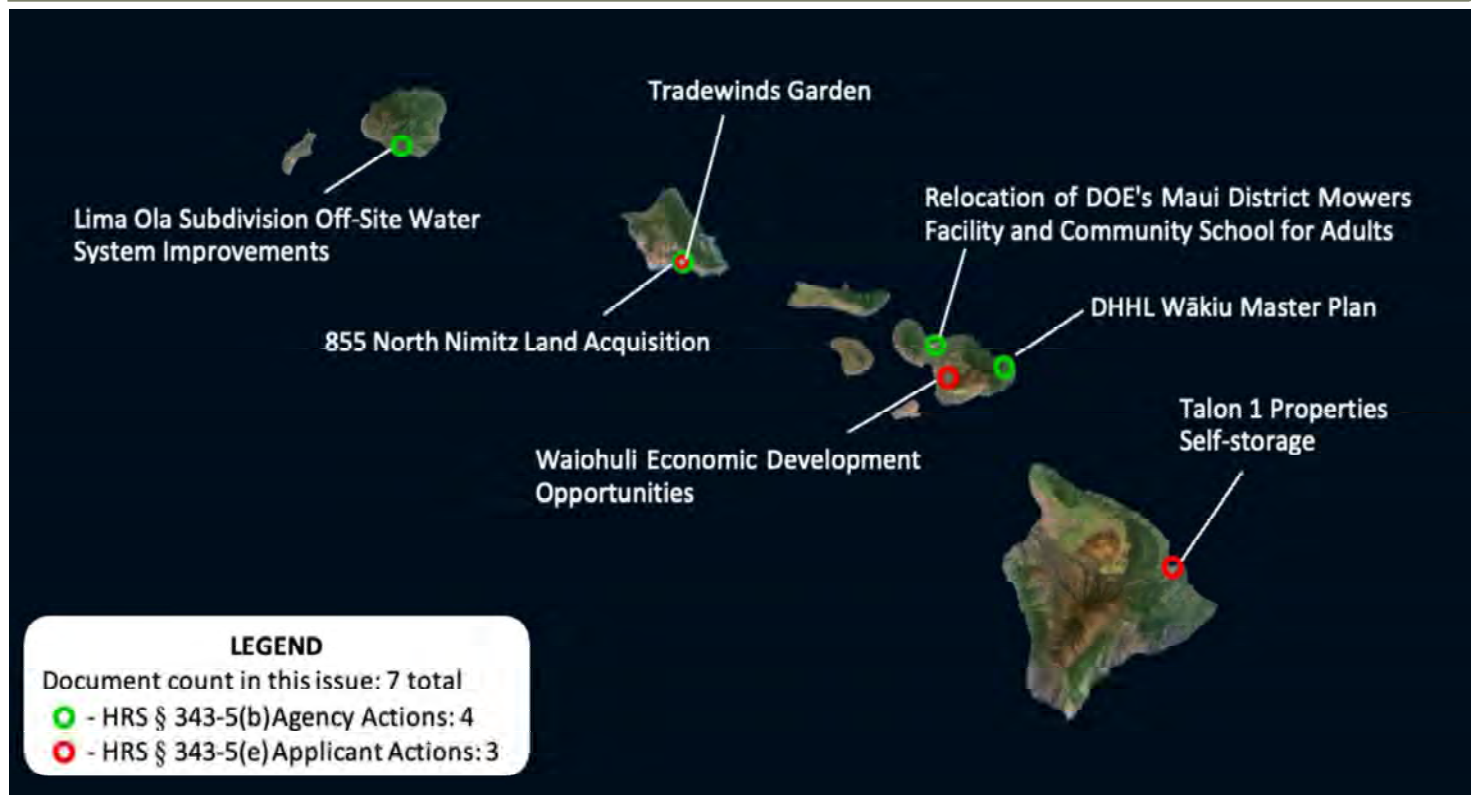 Tradewinds Garden
Relocation of DOE's Maui District Mowers
Facility and Community School for Adults
Lima Ola Subdivision Off-Site Water
System Improvements
DHHL Wākiu Master Plan
855 North Nimitz Land Acquisition
Talon 1 Properties
Self-storage
Waiohuli Economic Development
Opportunities
LEGEND
Document count in this issue: 7 total
- HRS § 343-5(b) Agency Actions: 4
- HRS § 343-5(e) Applicant Actions: 3